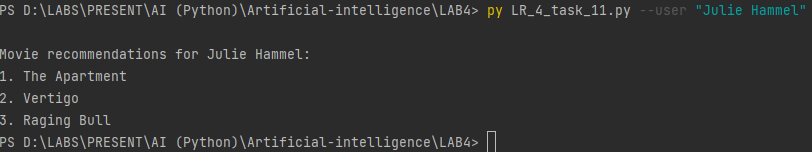 PS D:\LABS\PRESENT\AI (Python)\Artificial-intelligence\LAB4> py LR_4_task_11.py --user "Julie Hammel"
Movie recommendations for Julie Hammel:
1. The Apartment
2. Vertigo
3. Raging Bull
PS D:\LABS\PRESENT\AI (Python)\Artificial-intelligence\LAB4>